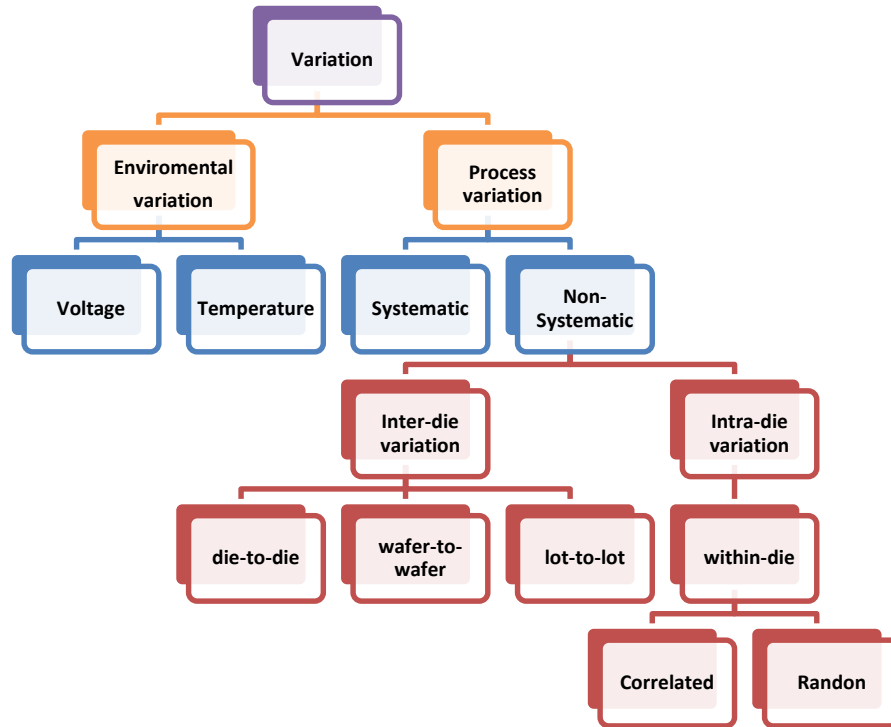 Variation
Enviromental
variation
Process
variation
Voltage
Temperature
Systematic
Non-
Systematic
Inter-die
variation
Intra-die
variation
die-to-die
wafer-to-
wafer
lot-to-lot
within-die
Correlated
Randon